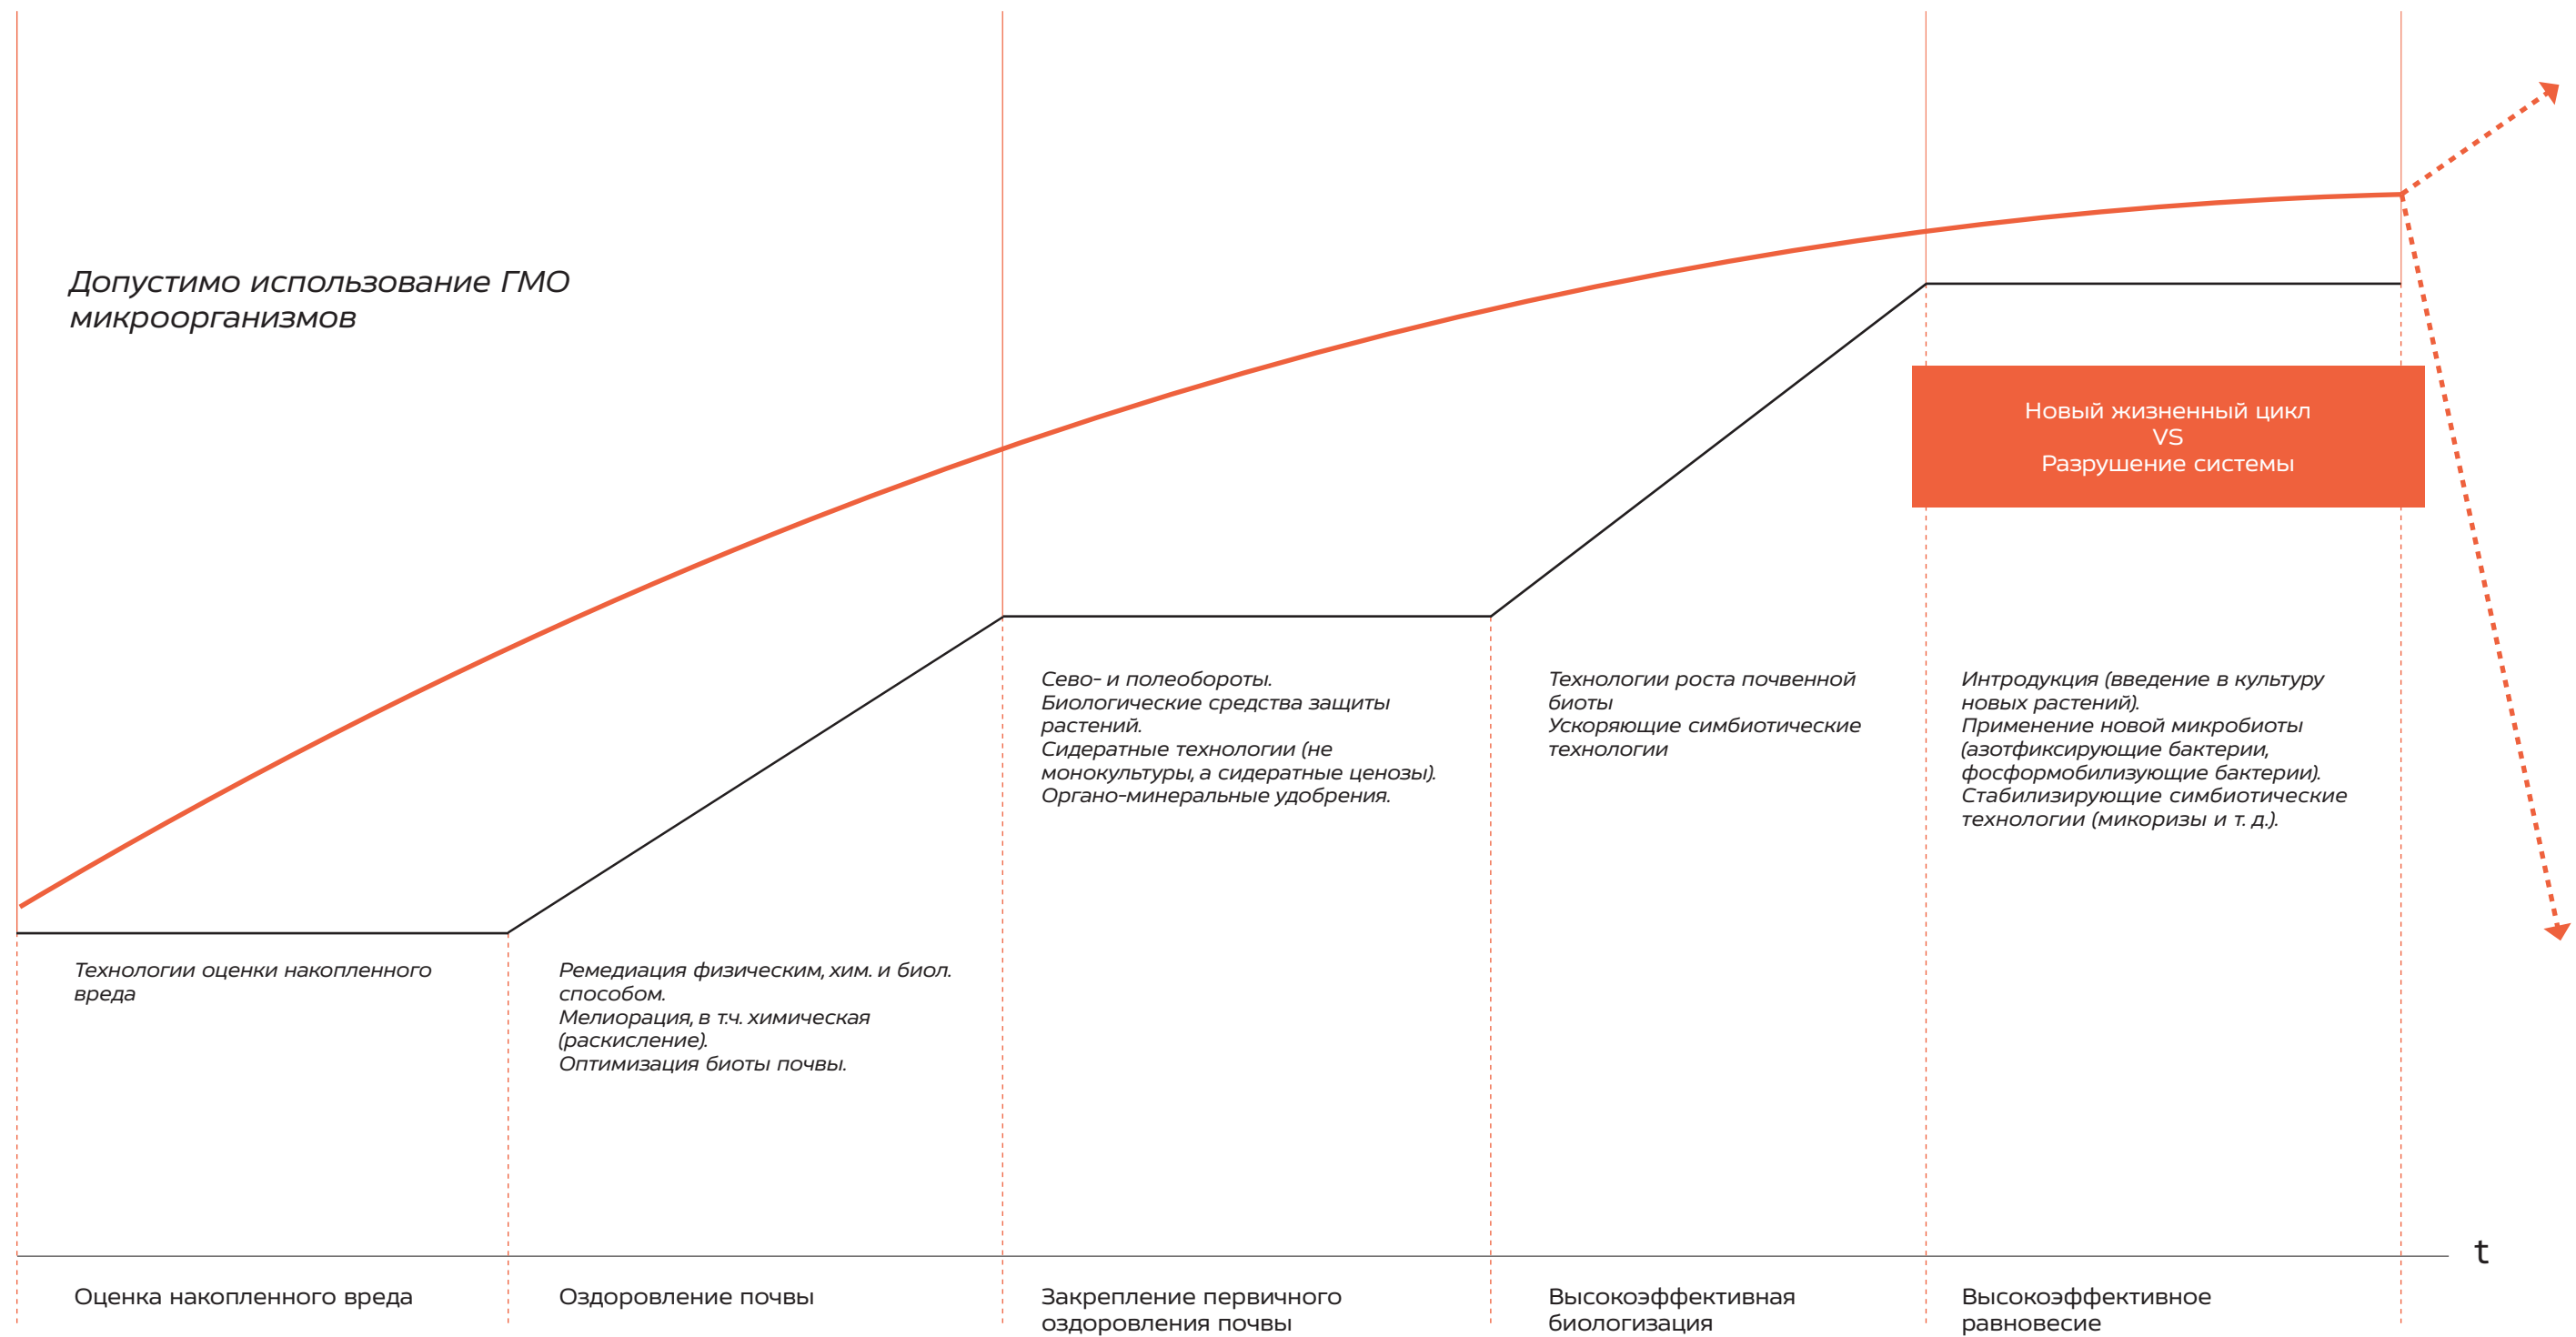 Допустимо использование ГМО
микроорганизмов
Новый жизненный цикл
VS
Разрушение системы
Сево- и полеобороты.
Биологические средства защиты
растений.
Сидератные технологии (не
монокультуры, а сидератные ценозы).
Органо-минеральные удобрения.
Технологии роста почвенной
биоты
Ускоряющие симбиотические
технологии
Интродукция (введение в культуру
новых растений).
Применение новой микробиоты
(азотфиксирующие бактерии,
фосформобилизующие бактерии).
Стабилизирующие симбиотические
технологии (микоризы и т. д.).
Технологии оценки накопленного
вреда
Ремедиация физическим, хим. и биол.
способом.
Мелиорация, в т.ч. химическая
(раскисление).
Оптимизация биоты почвы.
t
Оценка накопленного вреда
Оздоровление почвы
Закрепление первичного
оздоровления почвы
Высокоэффективная
биологизация
Высокоэффективное
равновесие